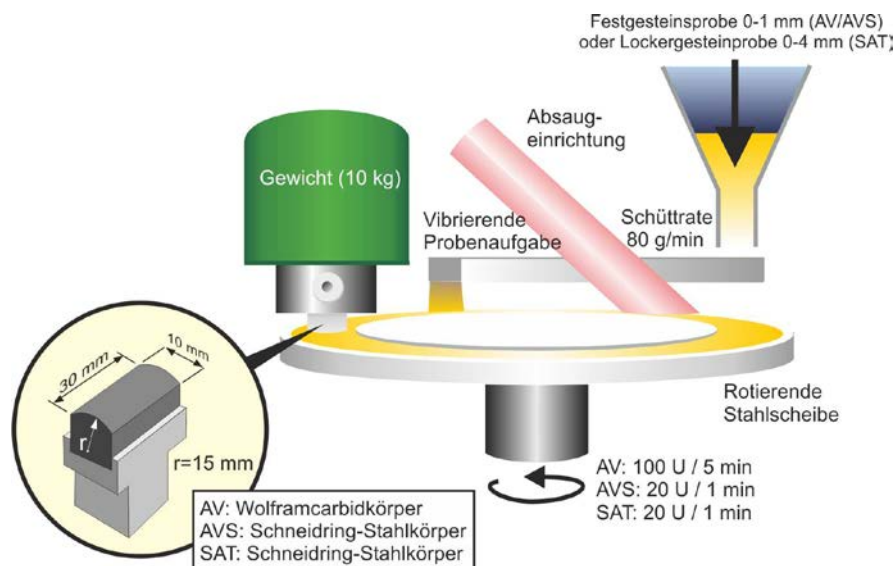 Festgesteinsprobe 0-1 mm (AV/AVS)
oder Lockergesteinprobe 0-4 mm (SAT)
Absaug-
einrichtung
Gewicht (10 kg)
Vibrierende
Probenaufgabe
Schüttrate
80 g/min
10 mm
30 mm
r
r=15 mm
Rotierende
Stahlscheibe
AV: 100 U / 5 min
AVS: 20 U / 1 min
SAT: 20 U / 1 min
AV: Wolframcarbidkörper
AVS: Schneidring-Stahlkörper
SAT: Schneidring-Stahlkörper